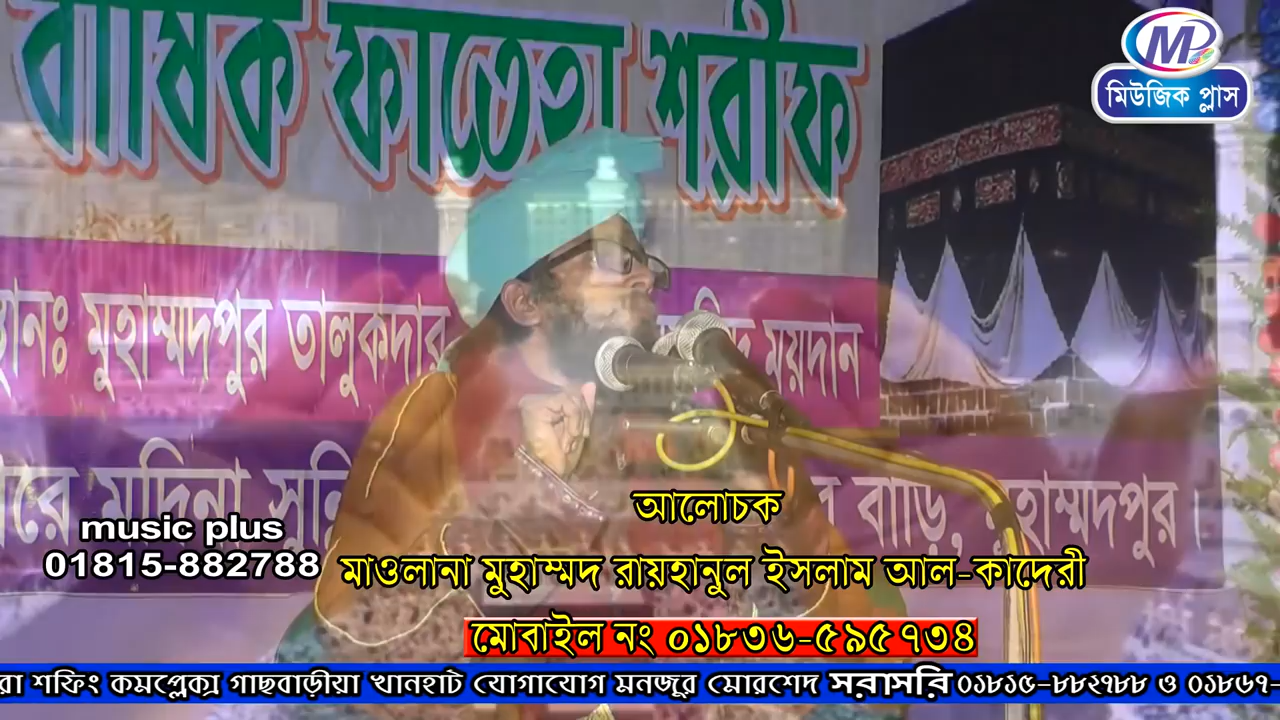 বার্ষিক ফাতেহা শরীফ
মিউজিক প্লাস
স্থানঃ মুহাম্মদপুর তালুকদার ময়দান
মদিনা সুন্নি বাড়ি, মুহাম্মদপুর।
আলোচক
music plus
01815-882788
মাওলানা মুহাম্মদ রায়হানুল ইসলাম আল-কাদেরী
মোবাইল নং ০১৮৩৬-৫৯৫৭৩৪
শফিং কমপ্লেক্স গাছবাড়ীয়া খানহাট যোগাযোগ মনজুর মোরশেদ সরাসরি ০১৮১৫-৮৮২৭৮৮ ও ০১৮৬৭-